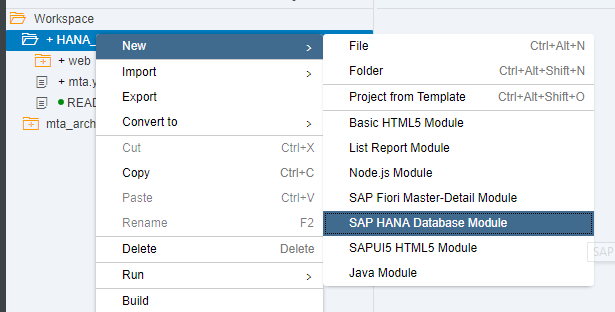 Workspace
+ HANA_
+ web
+ mta.y
READ
mta_arch
New
Import
Export
Convert to
Cut Ctrl+X
Copy Ctrl+C
Paste Ctrl+V
Rename F2
Delete Delete
Run
Build
File Ctrl+Alt+N
Folder Ctrl+Alt+Shift+N
Project from Template Ctrl+Alt+Shift+O
Basic HTML5 Module
List Report Module
Node.js Module
SAP Fiori Master-Detail Module
SAP HANA Database Module
SAPUI5 HTML5 Module
Java Module
SAP